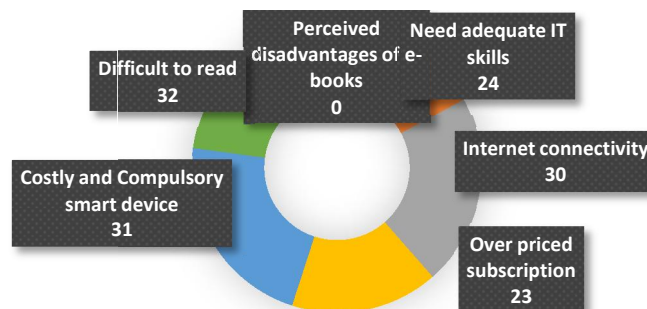 Perceived
disadvantages of e-
books
0
Need adequate IT
skills
24
Internet connectivity
30
Over priced
subscription
23
Costly and Compulsory
smart device
31
Difficult to read
32